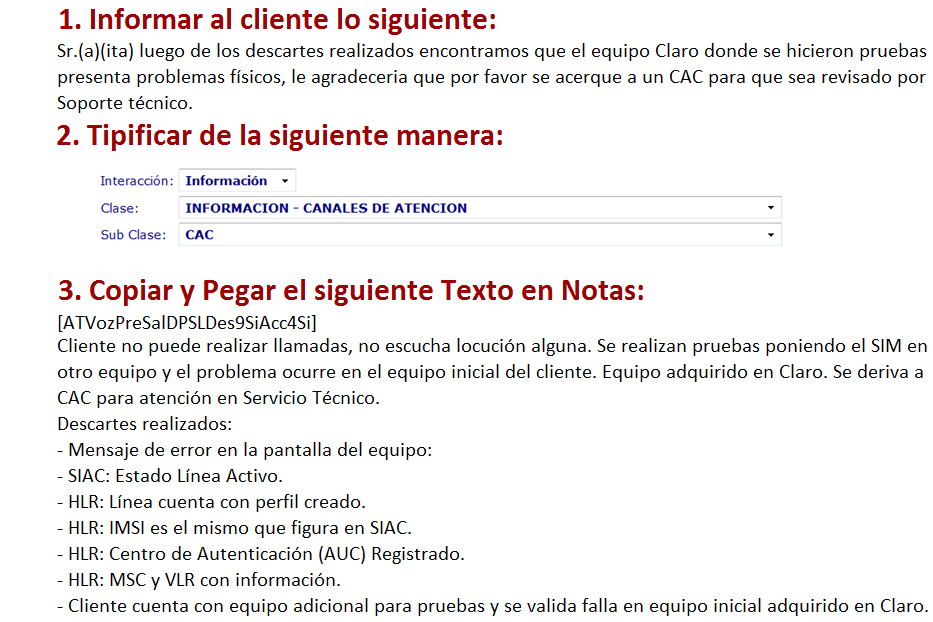 1. Informar al cliente lo siguiente:
Sr.(a)(ita) luego de los descartes realizados encontramos que el equipo Claro donde se hicieron pruebas
presenta problemas físicos, le agradeceria que por favor se acerque a un CAC para que sea revisado por
Soporte técnico.
2. Tipificar de la siguiente manera:
Interacción: Información
Clase: INFORMACION - CANALES DE ATENCION
Sub Clase: CAC
3. Copiar y Pegar el siguiente Texto en Notas:
[ATVozPreSalDPSLDes9SiAcc4Si]
Cliente no puede realizar llamadas, no escucha locución alguna. Se realizan pruebas poniendo el SIM en
otro equipo y el problema ocurre en el equipo inicial del cliente. Equipo adquirido en Claro. Se deriva a
CAC para atención en Servicio Técnico.
Descartes realizados:
- Mensaje de error en la pantalla del equipo:
- SIAC: Estado Línea Activo.
- HLR: Línea cuenta con perfil creado.
- HLR: IMSI es el mismo que figura en SIAC.
- HLR: Centro de Autenticación (AUC) Registrado.
- HLR: MSC y VLR con información.
- Cliente cuenta con equipo adicional para pruebas y se valida falla en equipo inicial adquirido en Claro.